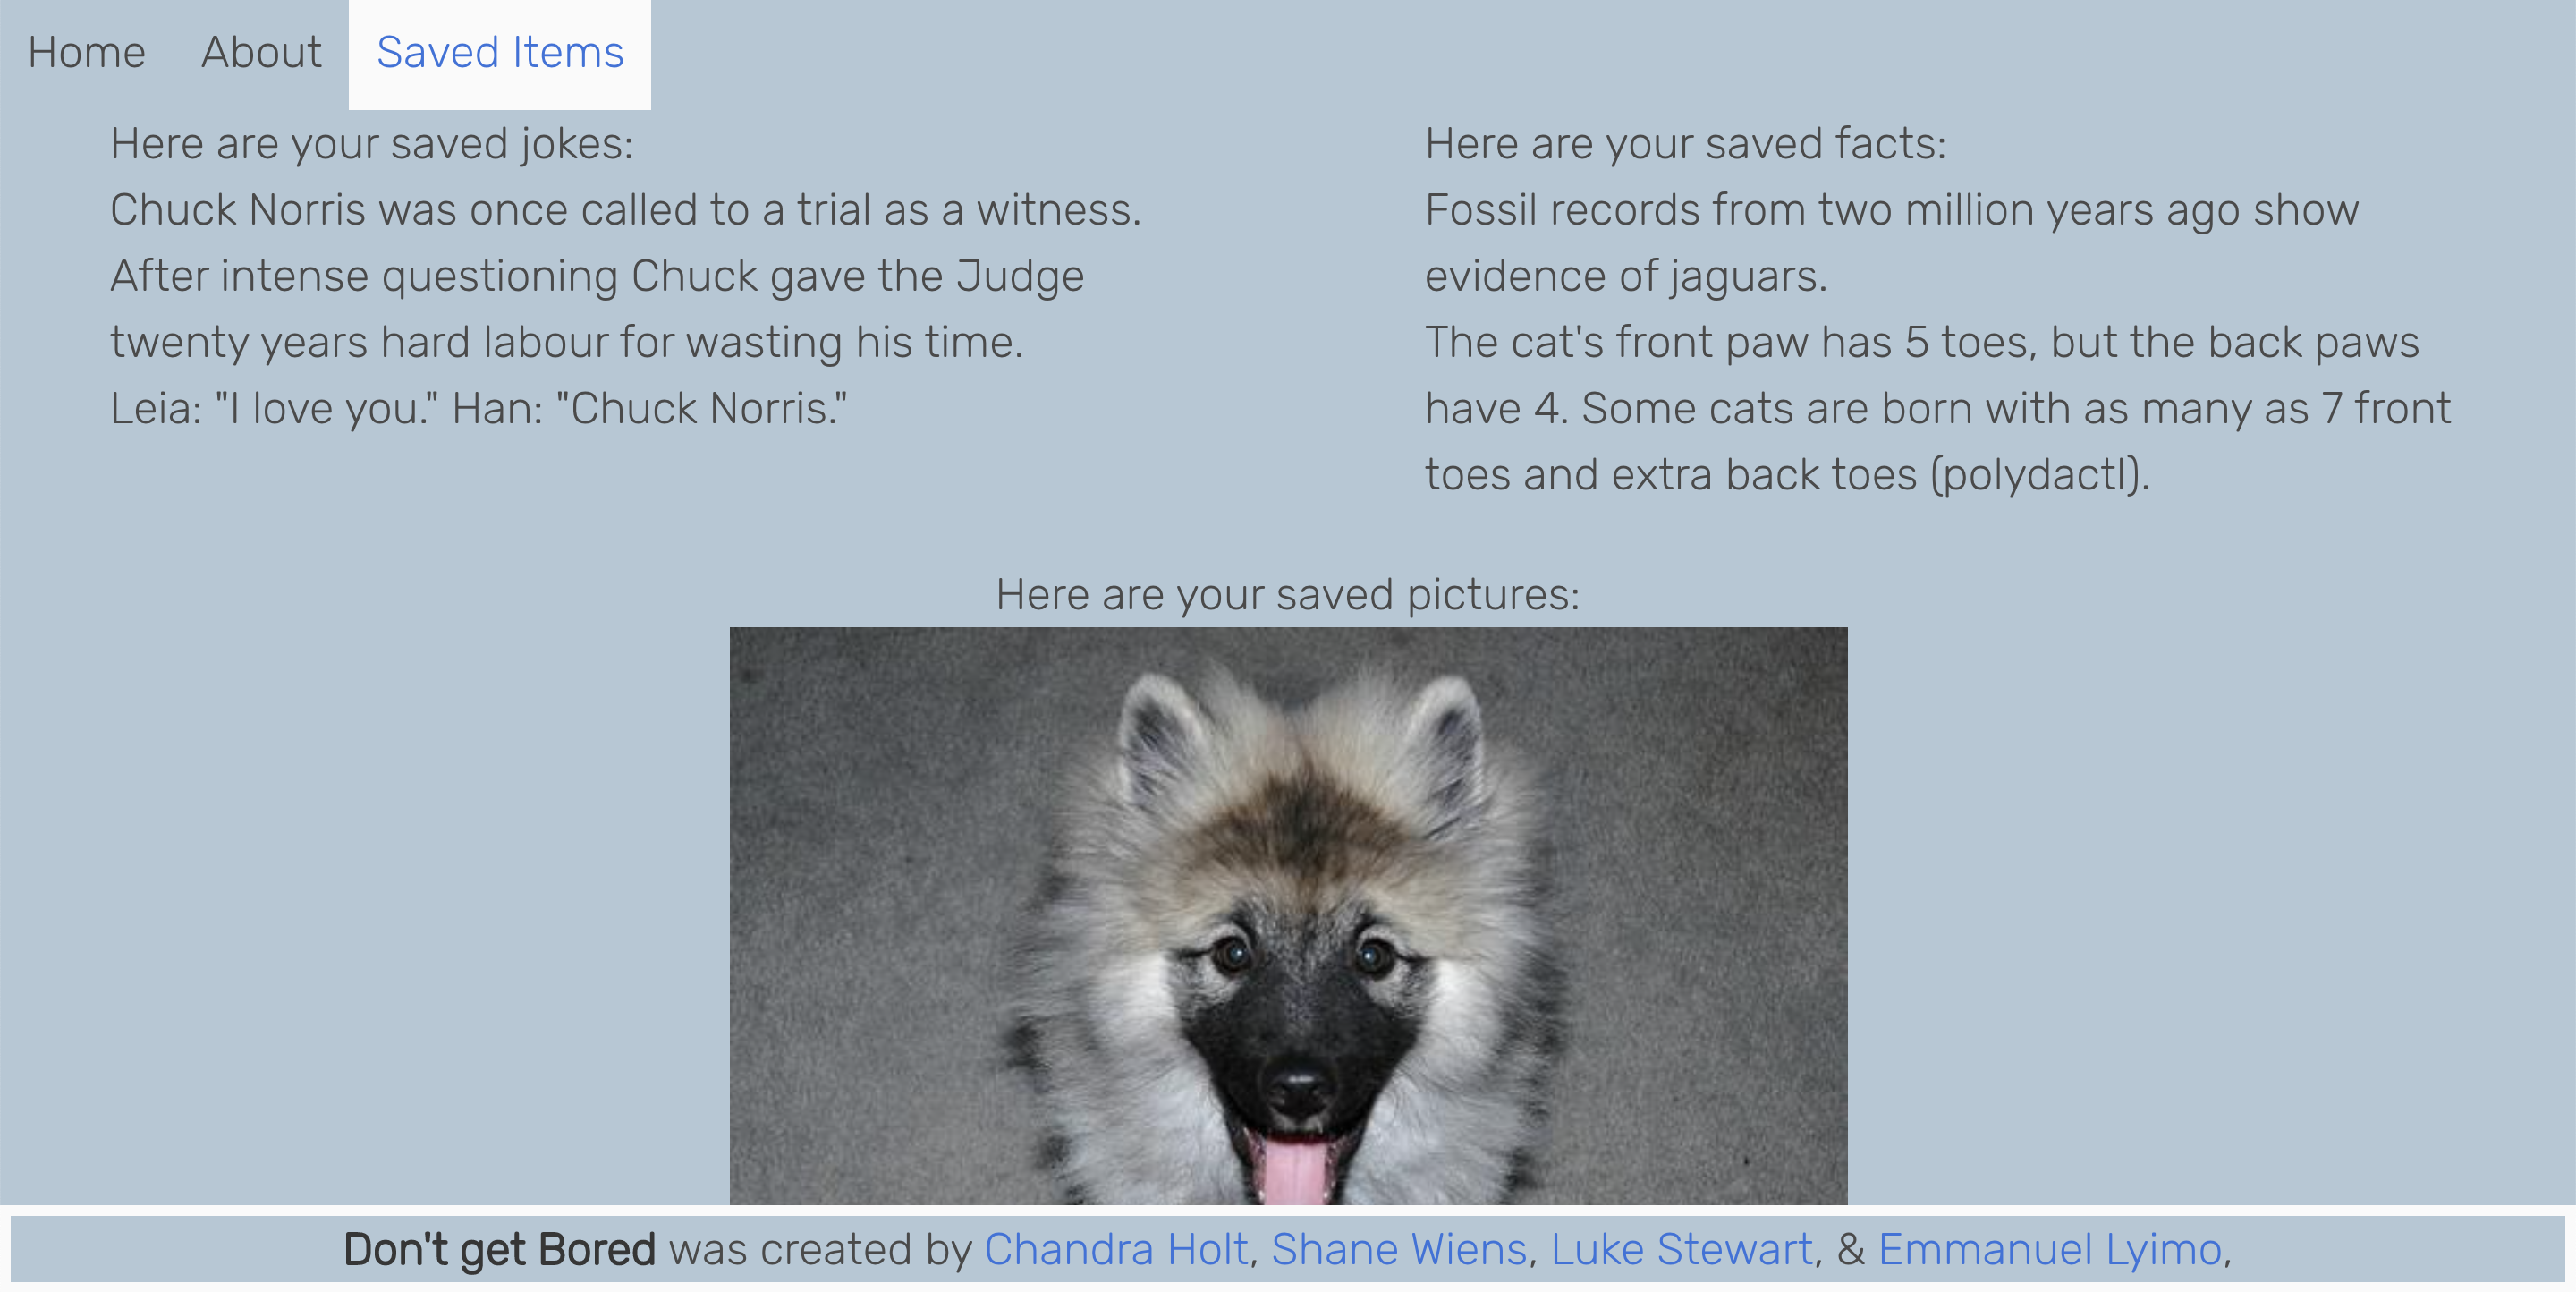 Home About Saved Items
Here are your saved jokes:
Chuck Norris was once called to a trial as a witness.
After intense questioning Chuck gave the Judge
twenty years hard labour for wasting his time.
Leia: "I love you." Han: "Chuck Norris."
Here are your saved facts:
Fossil records from two million years ago show
evidence of jaguars.
The cat's front paw has 5 toes, but the back paws
have 4. Some cats are born with as many as 7 front
toes and extra back toes (polydactl).
Here are your saved pictures:
Don't get Bored was created by Chandra Holt, Shane Wiens, Luke Stewart, & Emmanuel Lyimo,